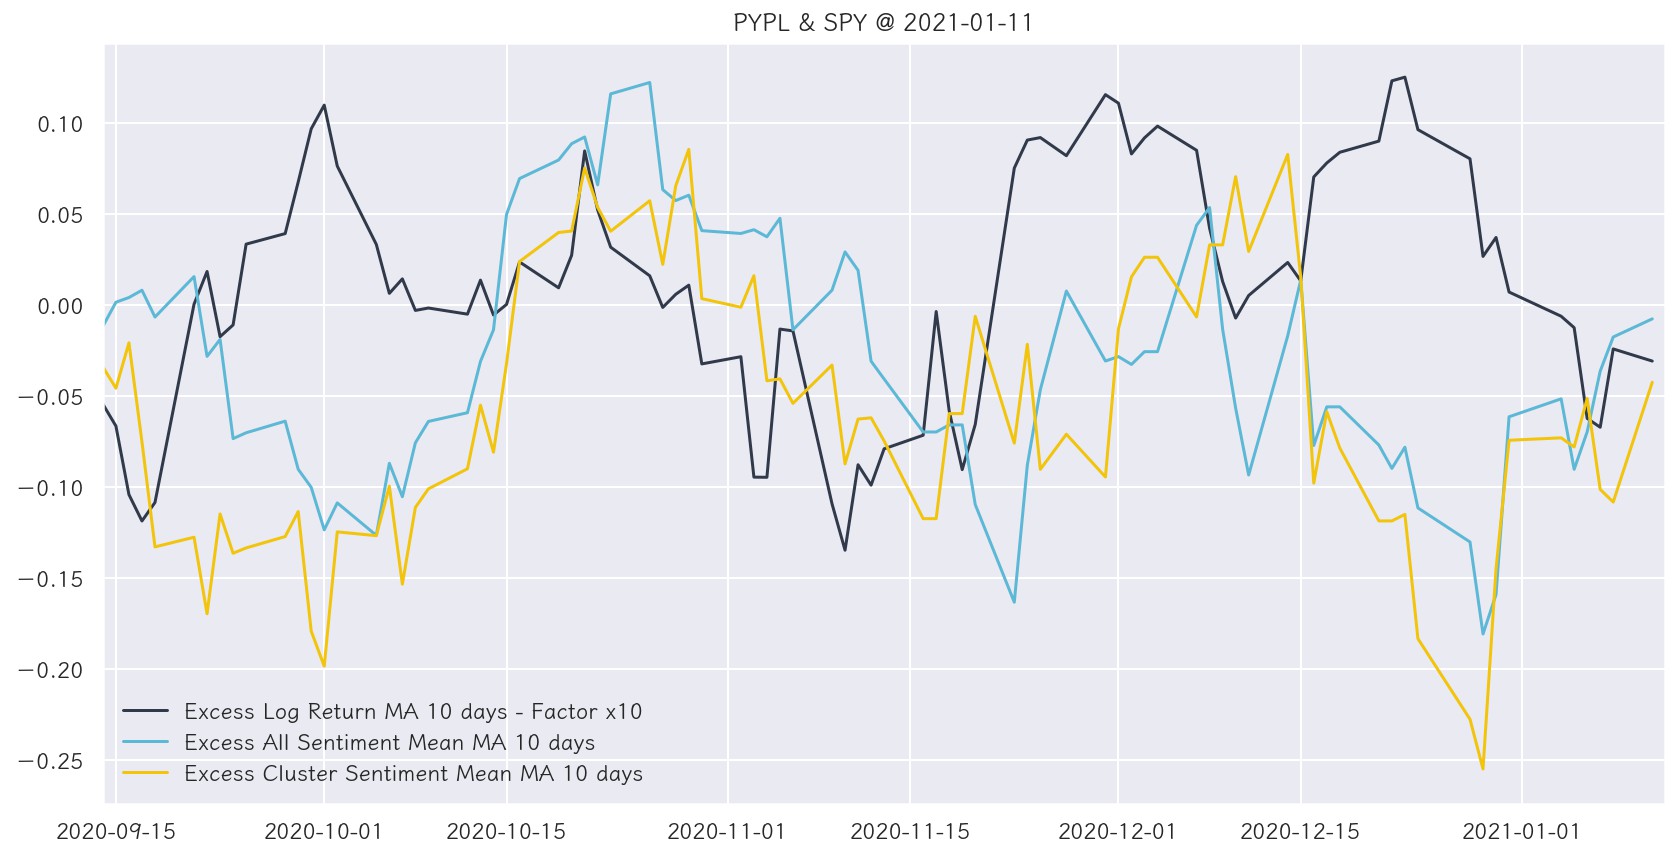 PYPL & SPY @ 2021-01-11
0.10
0.05
0.00
−0.05
−0.10
−0.15
−0.20
−0.25
Excess Log Return MA 10 days - Factor x10
Excess All Sentiment Mean MA 10 days
Excess Cluster Sentiment Mean MA 10 days
2020-09-15 2020-10-01 2020-10-15 2020-11-01 2020-11-15 2020-12-01 2020-12-15 2021-01-01